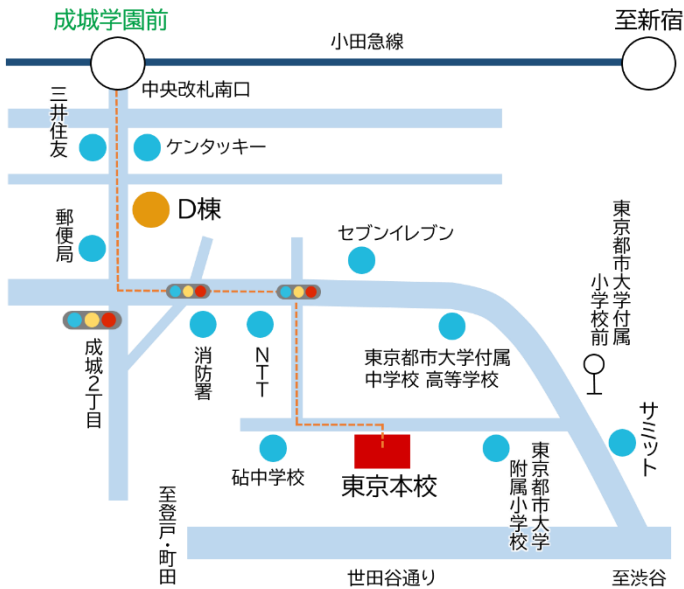 成城学園前
至新宿
小田急線
中央改札南口
三井住友
ケンタッキー
D棟
郵便局
セブンイレブン
東京都市大学付属
小学校前
成城2丁目
消防署
NTT
東京都市大学付属
中学校 高等学校
サミット
砧中学校
東京本校
東京都市大学
附属小学校
至登戸・町田
世田谷通り
至渋谷